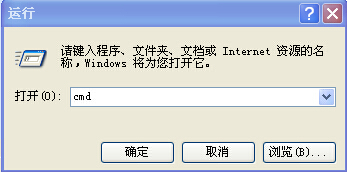 运行
请键入程序、文件夹、文档或 Internet 资源的名
称,Windows 将为您打开它。
打开(O): cmd
确定 取消 浏览(B)...